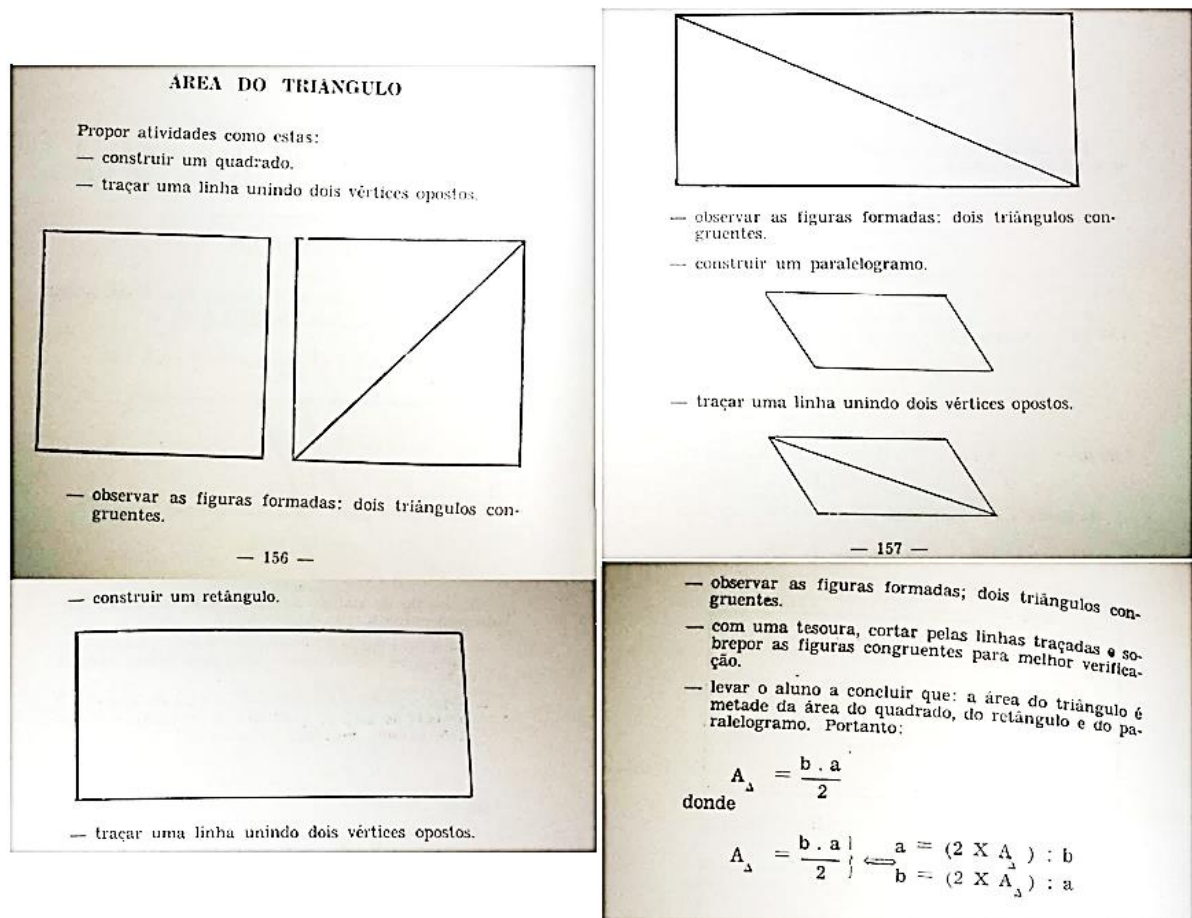 ÁREA DO TRIÂNGULO
Propor atividades como estas:
— construir um quadrado.
— traçar uma linha unindo dois vértices opostos.
— observar as figuras formadas: dois triângulos con-
gruentes.
— 156 —
— construir um retângulo.
— traçar uma linha unindo dois vértices opostos.
— observar as figuras formadas: dois triângulos con-
gruentes.
— construir um paralelogramo.
— traçar uma linha unindo dois vértices opostos.
— 157 —
— observar as figuras formadas; dois triângulos con-
gruentes.
— com uma tesoura, cortar pelas linhas traçadas e so-
brepor as figuras congruentes para melhor verifica-
ção.
— levar o aluno a concluir que: a área do triângulo é
metade da área do quadrado, do retângulo e do pa-
ralelogramo. Portanto:
A△ = b . a / 2
donde
A△ = b . a / 2 } ⟺ a = (2 X A△) : b
b = (2 X A△) : a